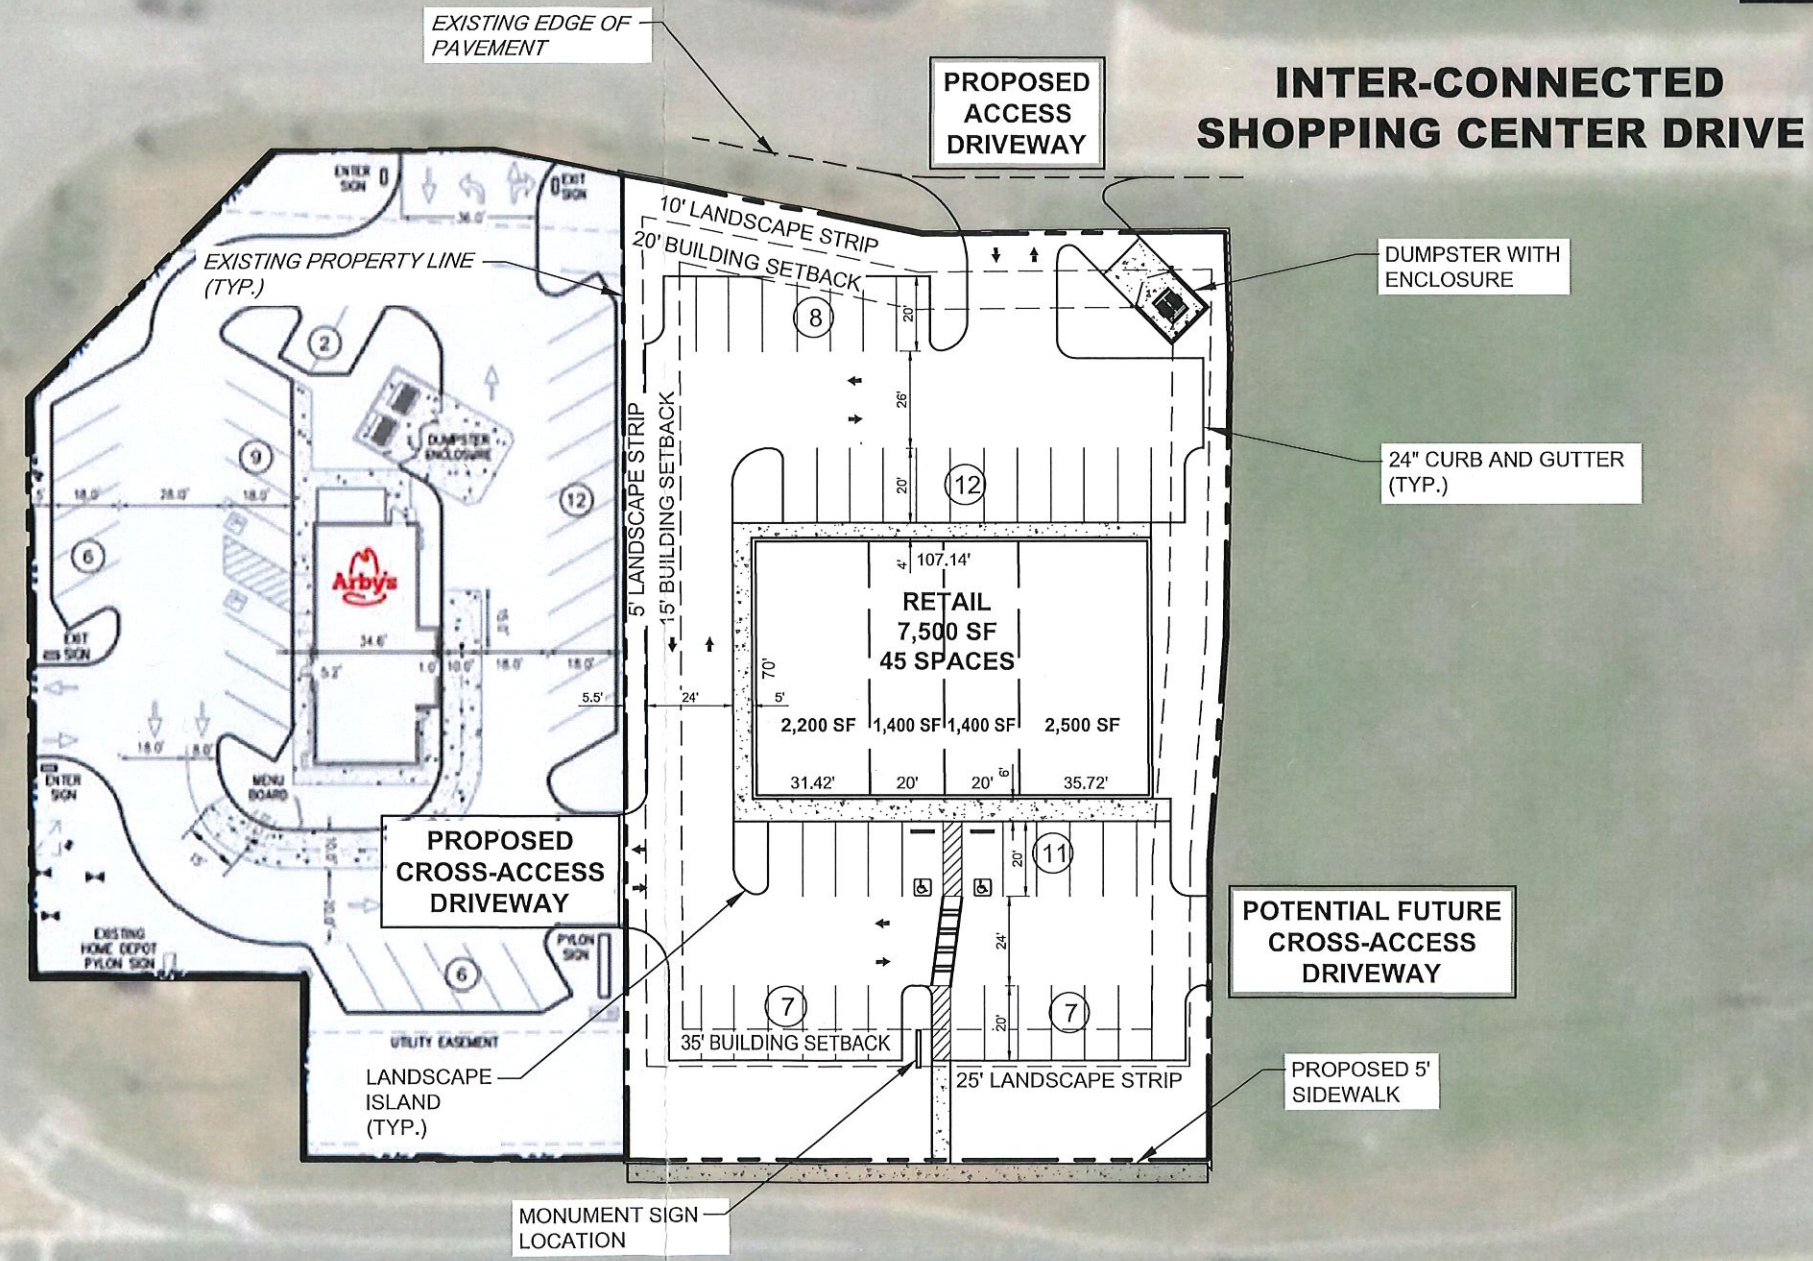 EXISTING EDGE OF
PAVEMENT
PROPOSED
ACCESS
DRIVEWAY
INTER-CONNECTED
SHOPPING CENTER DRIVE
ENTER
SIGN
EXIT
SIGN
36.0'
EXISTING PROPERTY LINE
(TYP.)
10' LANDSCAPE STRIP
20' BUILDING SETBACK
DUMPSTER WITH
ENCLOSURE
8
20'
2
26'
5' LANDSCAPE STRIP
15' BUILDING SETBACK
DUMPSTER
ENCLOSURE
9
12
12
20'
24" CURB AND GUTTER
(TYP.)
18.0'
18.0'
6
Arby's
34.6'
5.2'
1.0'
10.0'
18.0'
18.0'
4'
107.14'
RETAIL
7,500 SF
45 SPACES
70'
5.5'
24'
5'
2,200 SF
1,400 SF
1,400 SF
2,500 SF
31.42'
20'
20'
6'
35.72'
EXIT
SIGN
18.0'
8.0'
ENTER
SIGN
MENU
BOARD
PROPOSED
CROSS-ACCESS
DRIVEWAY
20'
11
24'
POTENTIAL FUTURE
CROSS-ACCESS
DRIVEWAY
EXISTING
HOME DEPOT
PYLON SIGN
6
PYLON
SIGN
7
7
20'
UTILITY EASEMENT
35' BUILDING SETBACK
25' LANDSCAPE STRIP
LANDSCAPE
ISLAND
(TYP.)
PROPOSED 5'
SIDEWALK
MONUMENT SIGN
LOCATION